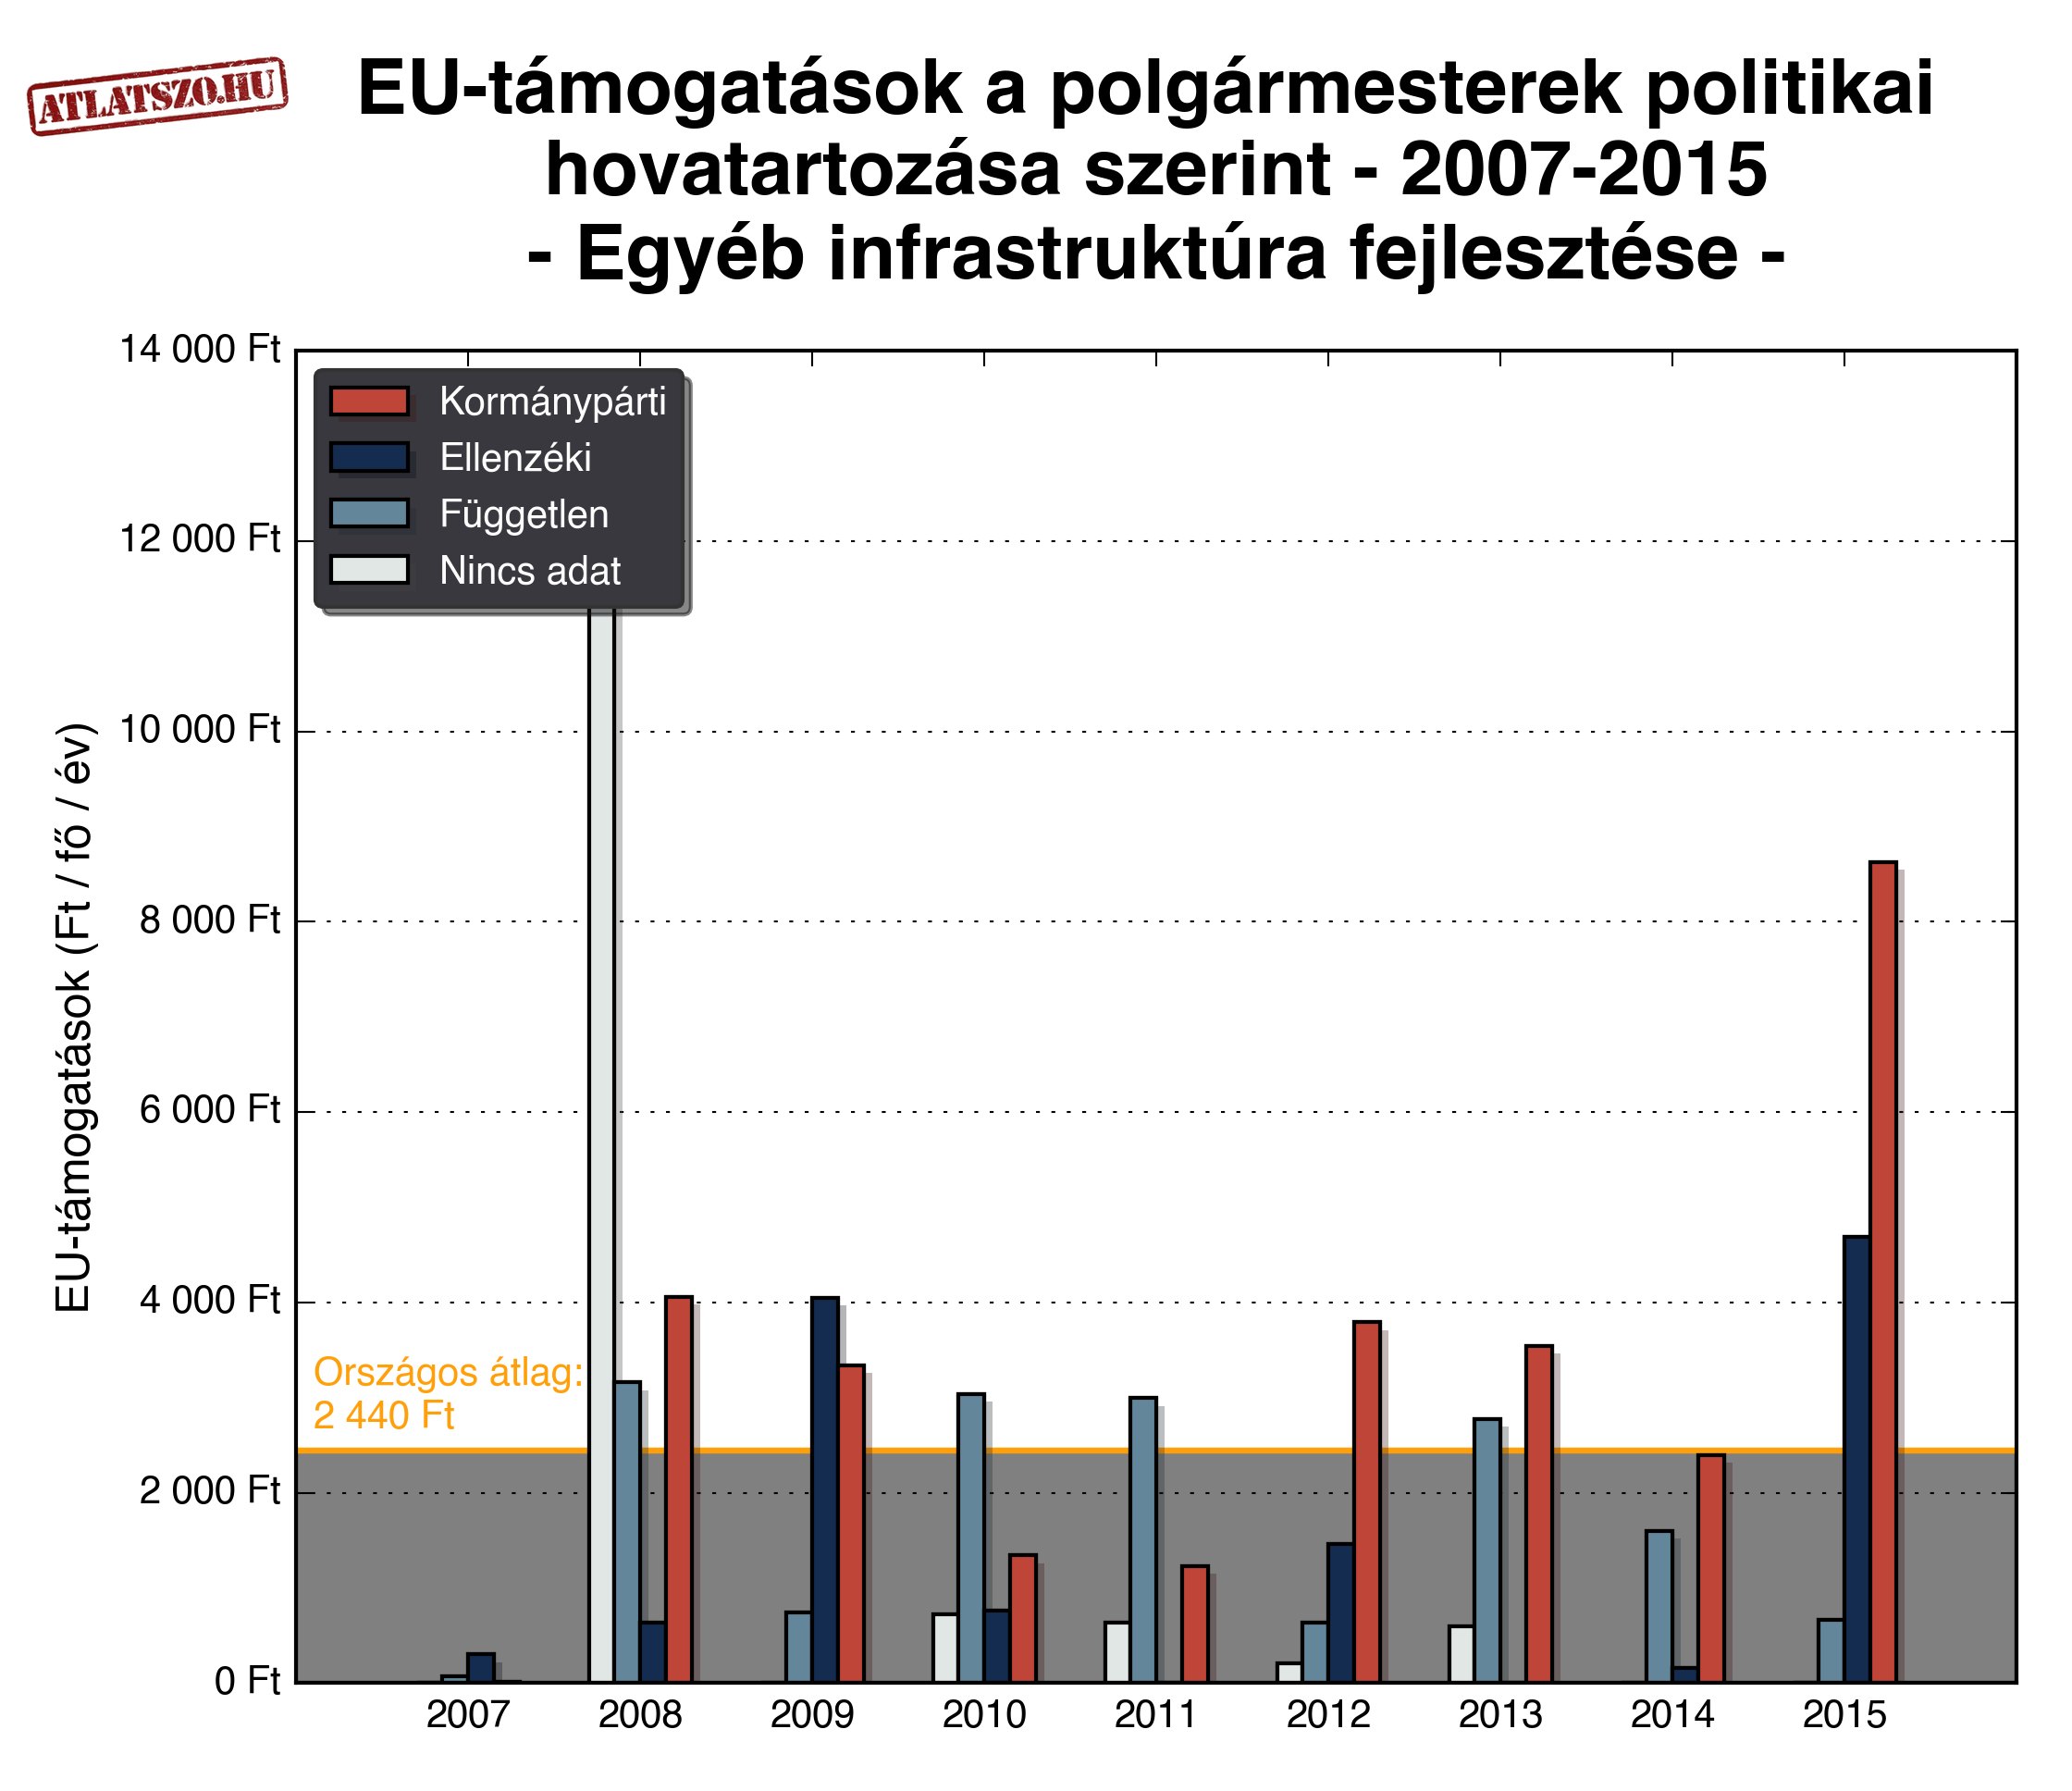 ATLATSZO.HU
EU-támogatások a polgármesterek politikai
hovatartozása szerint - 2007-2015
- Egyéb infrastruktúra fejlesztése -
14 000 Ft
12 000 Ft
10 000 Ft
8 000 Ft
6 000 Ft
4 000 Ft
2 000 Ft
0 Ft
EU-támogatások (Ft / fő / év)
Kormánypárti
Ellenzéki
Független
Nincs adat
Országos átlag:
2 440 Ft
2007 2008 2009 2010 2011 2012 2013 2014 2015